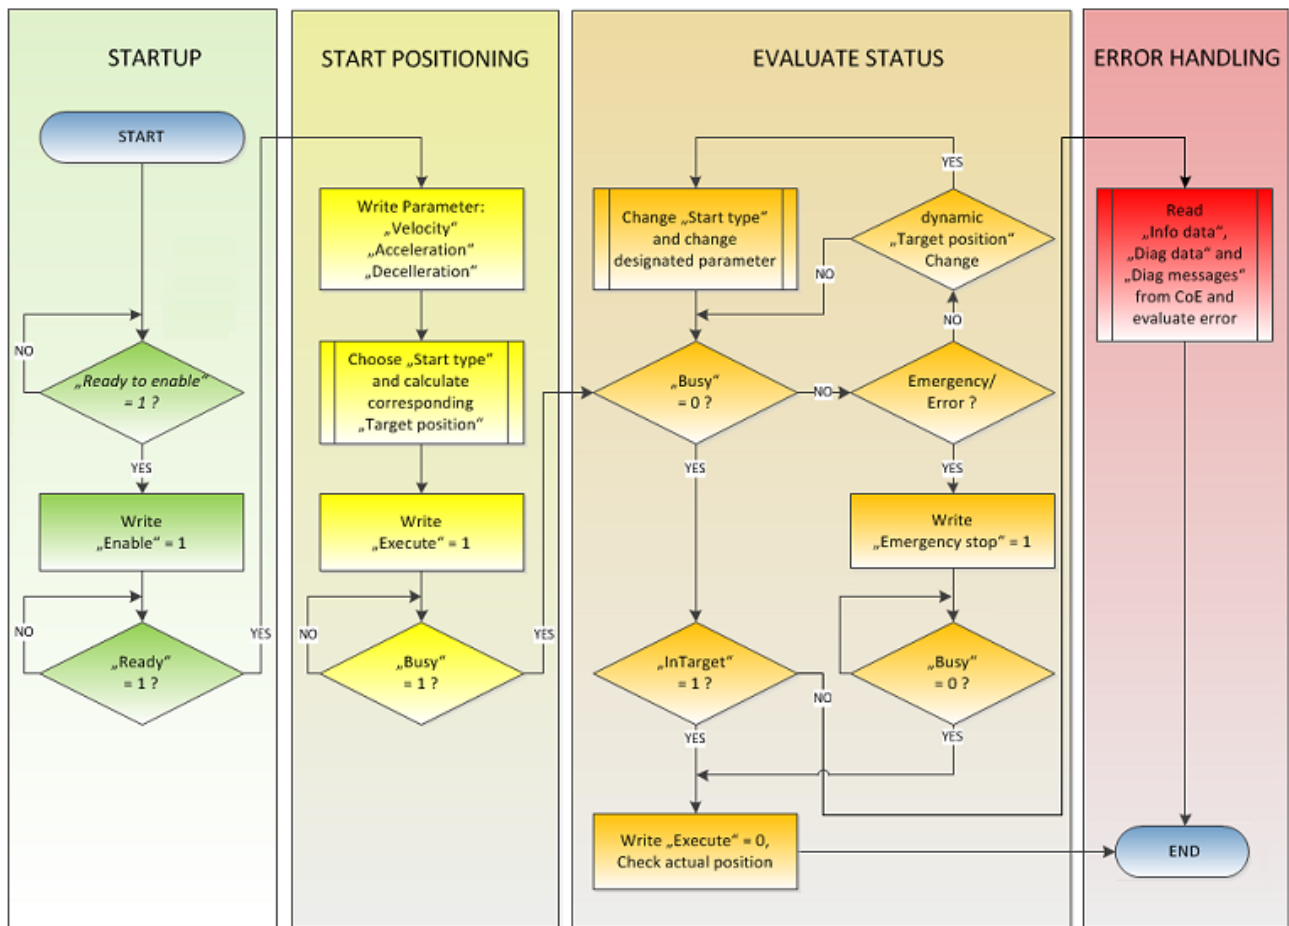 STARTUP
START
NO
„Ready to enable“
= 1 ?
YES
Write
„Enable“ = 1
NO
„Ready“
= 1 ?
YES
START POSITIONING
Write Parameter:
„Velocity“
„Acceleration“
„Decelleration“
Choose „Start type“
and calculate
corresponding
„Target position“
Write
„Execute“ = 1
NO
„Busy“
= 1 ?
YES
EVALUATE STATUS
YES
Change „Start type“
and change
designated parameter
dynamic
„Target position“
Change
NO
NO
„Busy“
= 0 ?
NO
Emergency/
Error ?
YES
YES
Write
„Emergency stop“ = 1
„InTarget“
= 1 ?
NO
„Busy“
= 0 ?
YES
YES
Write „Execute“ = 0,
Check actual position
ERROR HANDLING
Read
„Info data“,
„Diag data“ and
„Diag messages“
from CoE and
evaluate error
END